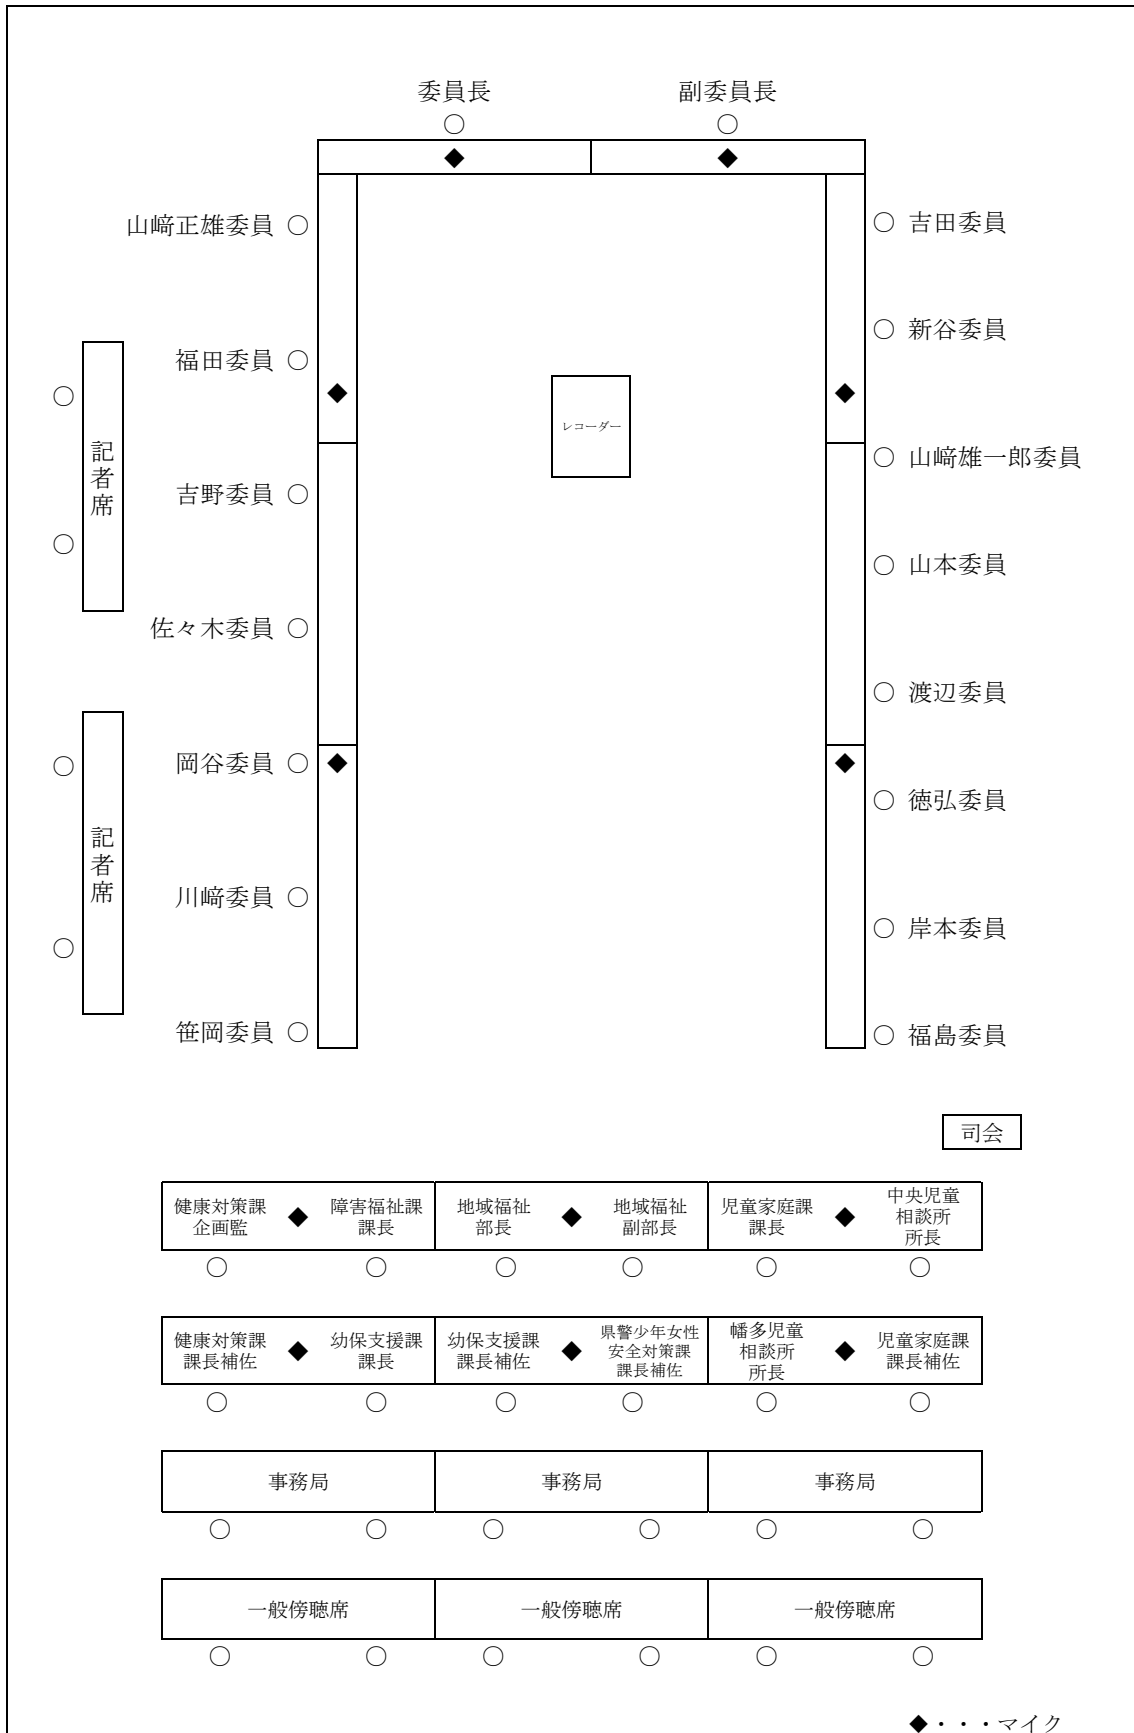 委員長
副委員長
山﨑正雄委員
吉田委員
新谷委員
福田委員
レコーダー
記者席
山﨑雄一郎委員
吉野委員
山本委員
佐々木委員
渡辺委員
岡谷委員
徳弘委員
記者席
川﨑委員
岸本委員
笹岡委員
福島委員
司会
健康対策課
企画監
障害福祉課
課長
地域福祉
部長
地域福祉
副部長
児童家庭課
課長
中央児童
相談所
所長
健康対策課
課長補佐
幼保支援課
課長
幼保支援課
課長補佐
県警少年女性
安全対策課
課長補佐
幡多児童
相談所
所長
児童家庭課
課長補佐
事務局
事務局
事務局
一般傍聴席
一般傍聴席
一般傍聴席
◆・・・マイク